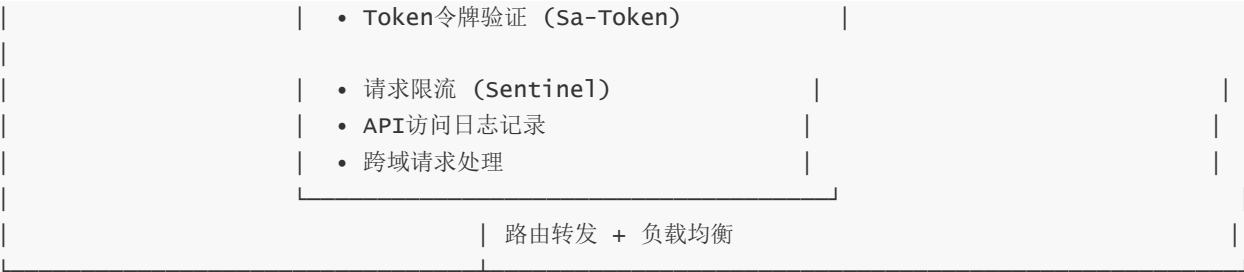 • Token令牌验证 (Sa-Token)
• 请求限流 (Sentinel)
• API访问日志记录
• 跨域请求处理
路由转发 + 负载均衡